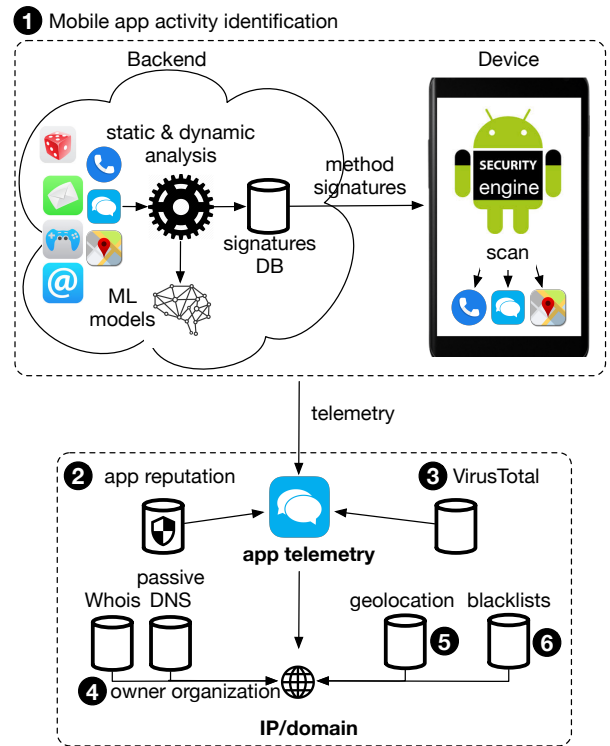 1 Mobile app activity identification
Backend
Device
static & dynamic
analysis
method
signatures
SECURITY
engine
signatures
DB
scan
@
ML
models
telemetry
2 app reputation
3 VirusTotal
app telemetry
passive
Whois DNS
geolocation
blacklists
5
6
4 owner organization
IP/domain